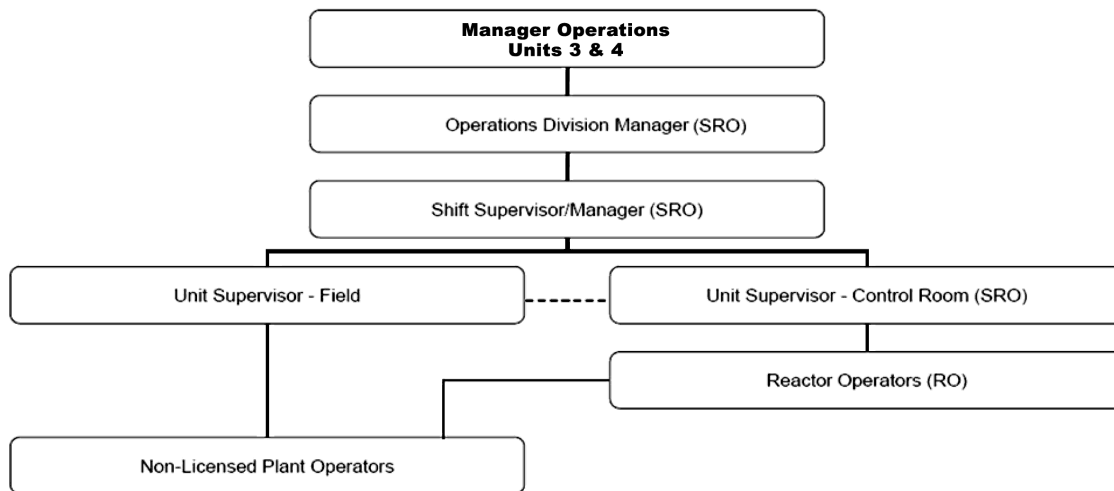 Manager Operations
Units 3 & 4
Operations Division Manager (SRO)
Shift Supervisor/Manager (SRO)
Unit Supervisor - Field
Unit Supervisor - Control Room (SRO)
Reactor Operators (RO)
Non-Licensed Plant Operators